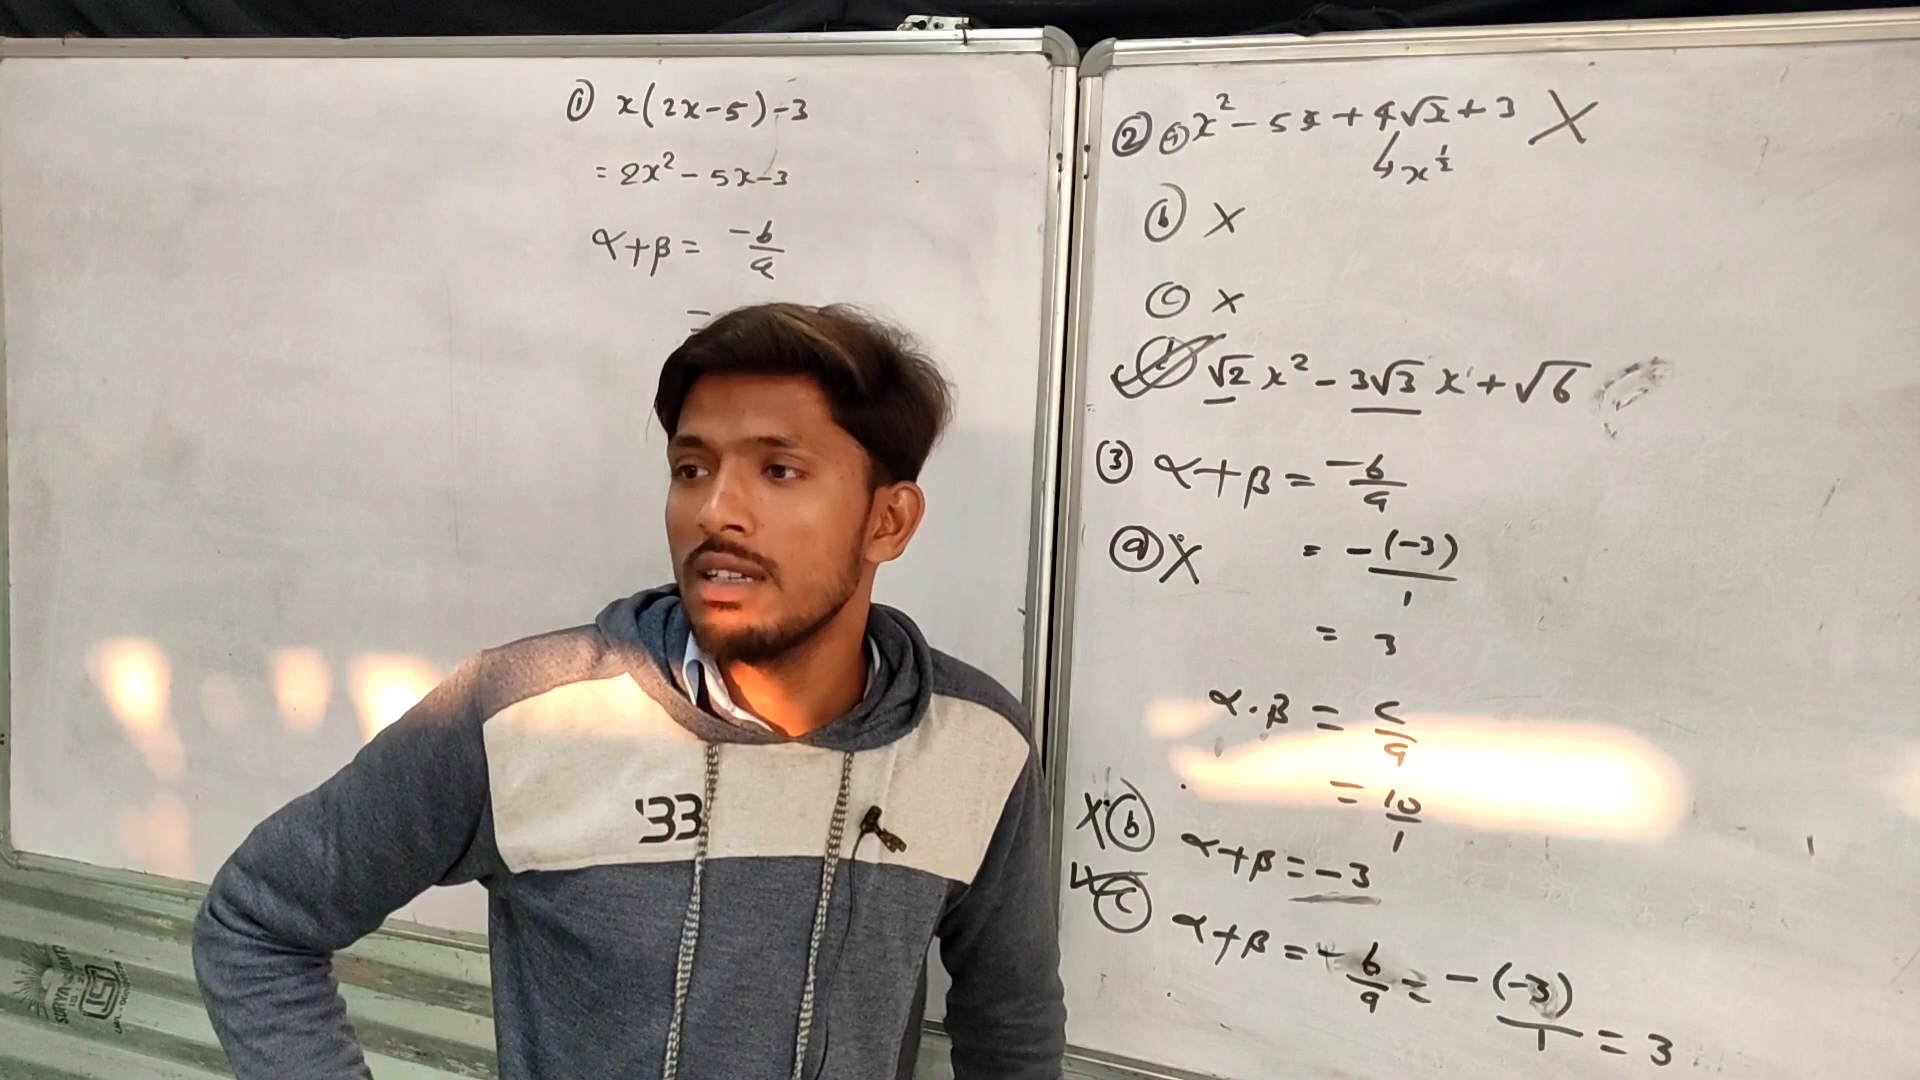 ① x(2x-5)-3
= 2x² - 5x-3
α+β = -b/a
=
② ⓐ x² - 5x + 4√x + 3 X
↳ x^½
ⓑ X
ⓒ X
ⓓ √2 x² - 3√3 x + √6
③ α+β = -b/a
ⓐ X = -(-3)/1
= 3
α·β = c/a
= 10/1
X ⓑ α+β = -3
ⓒ α+β = -b/a = -(-3)/1 = 3
'33